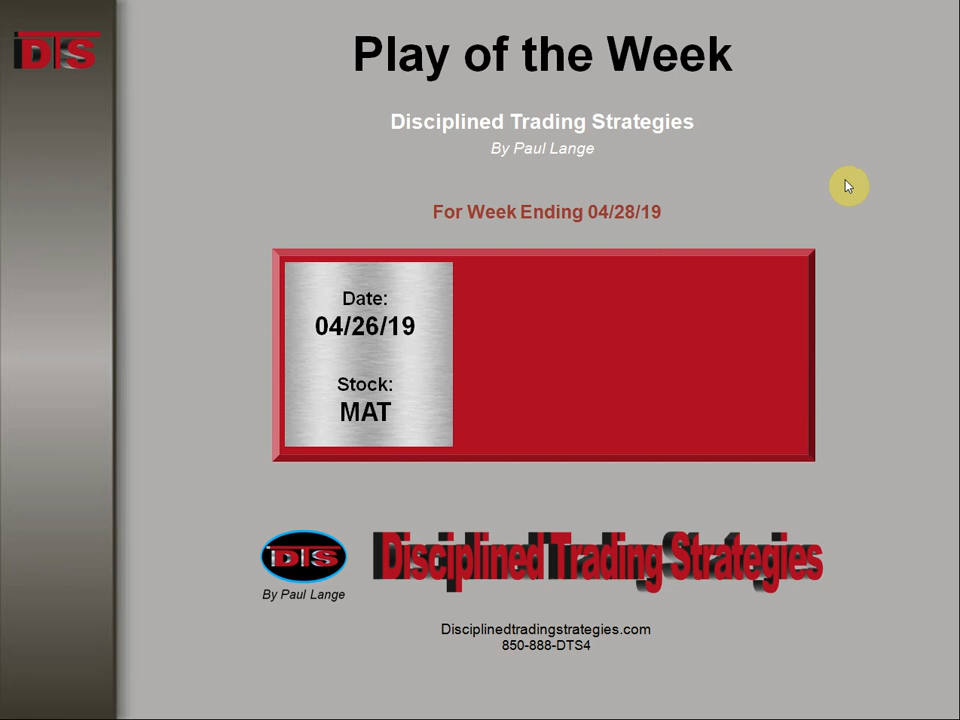 DTS
Play of the Week
Disciplined Trading Strategies
By Paul Lange
For Week Ending 04/28/19
Date:
04/26/19
Stock:
MAT
DTS
Disciplined Trading Strategies
By Paul Lange
Disciplinedtradingstrategies.com
850-888-DTS4